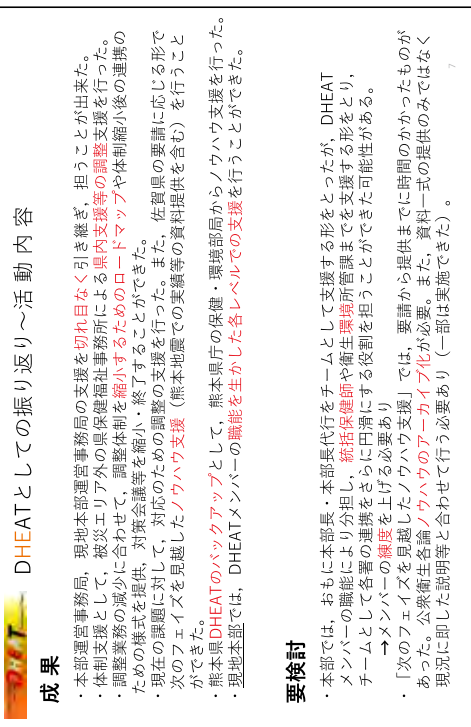 DHEAT
DHEATとしての振り返り～活動内容
成果
・本部運営事務局，現地本部運営事務局の支援を切れ目なく引き継ぎ，担うことが出来た。
・体制支援として，被災エリア外の県保健福祉事務所による県内支援等の調整支援を行った。
・調整業務の減少に合わせて，調整体制を縮小するためのロードマップや体制縮小後の連携の
ための様式を提供，対策会議等を縮小・終了することができた。
・現在の課題に対して，対応のための調整の支援を行った。また，佐賀県の要請に応じる形で
次のフェイズを見越したノウハウ支援（熊本地震での実績等の資料提供を含む）を行うこと
ができた。
・熊本県DHEATのバックアップとして，熊本県庁の保健・環境部局からノウハウ支援を行った。
・現地本部では，DHEATメンバーの職能を生かした各レベルでの支援を行うことができた。
要検討
・本部では，おもに本部長・本部長代行をチームとして支援する形をとったが，DHEAT
メンバーの職能により分担し，統括保健師や衛生環境所管課までを支援する形をとり，
チームとして各署の連携をさらに円滑にする役割を担うことができた可能性がある。
→メンバーの練度を上げる必要あり
・「次のフェイズを見越したノウハウ支援」では，要請から提供までに時間のかかったものが
あった。公衆衛生各論ノウハウのアーカイブ化が必要。また，資料一式の提供のみではなく
現況に即した説明等と合わせて行う必要あり（一部は実施できた）。
7